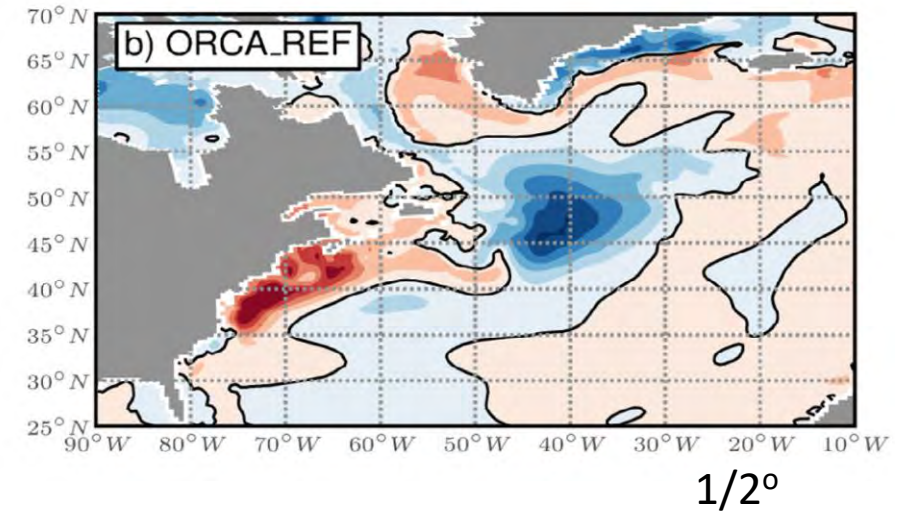 70° N
b) ORCA_REF
65° N
60° N
55° N
50° N
45° N
40° N
35° N
30° N
25° N
90° W 80° W 70° W 60° W 50° W 40° W 30° W 20° W 10° W
1/2°